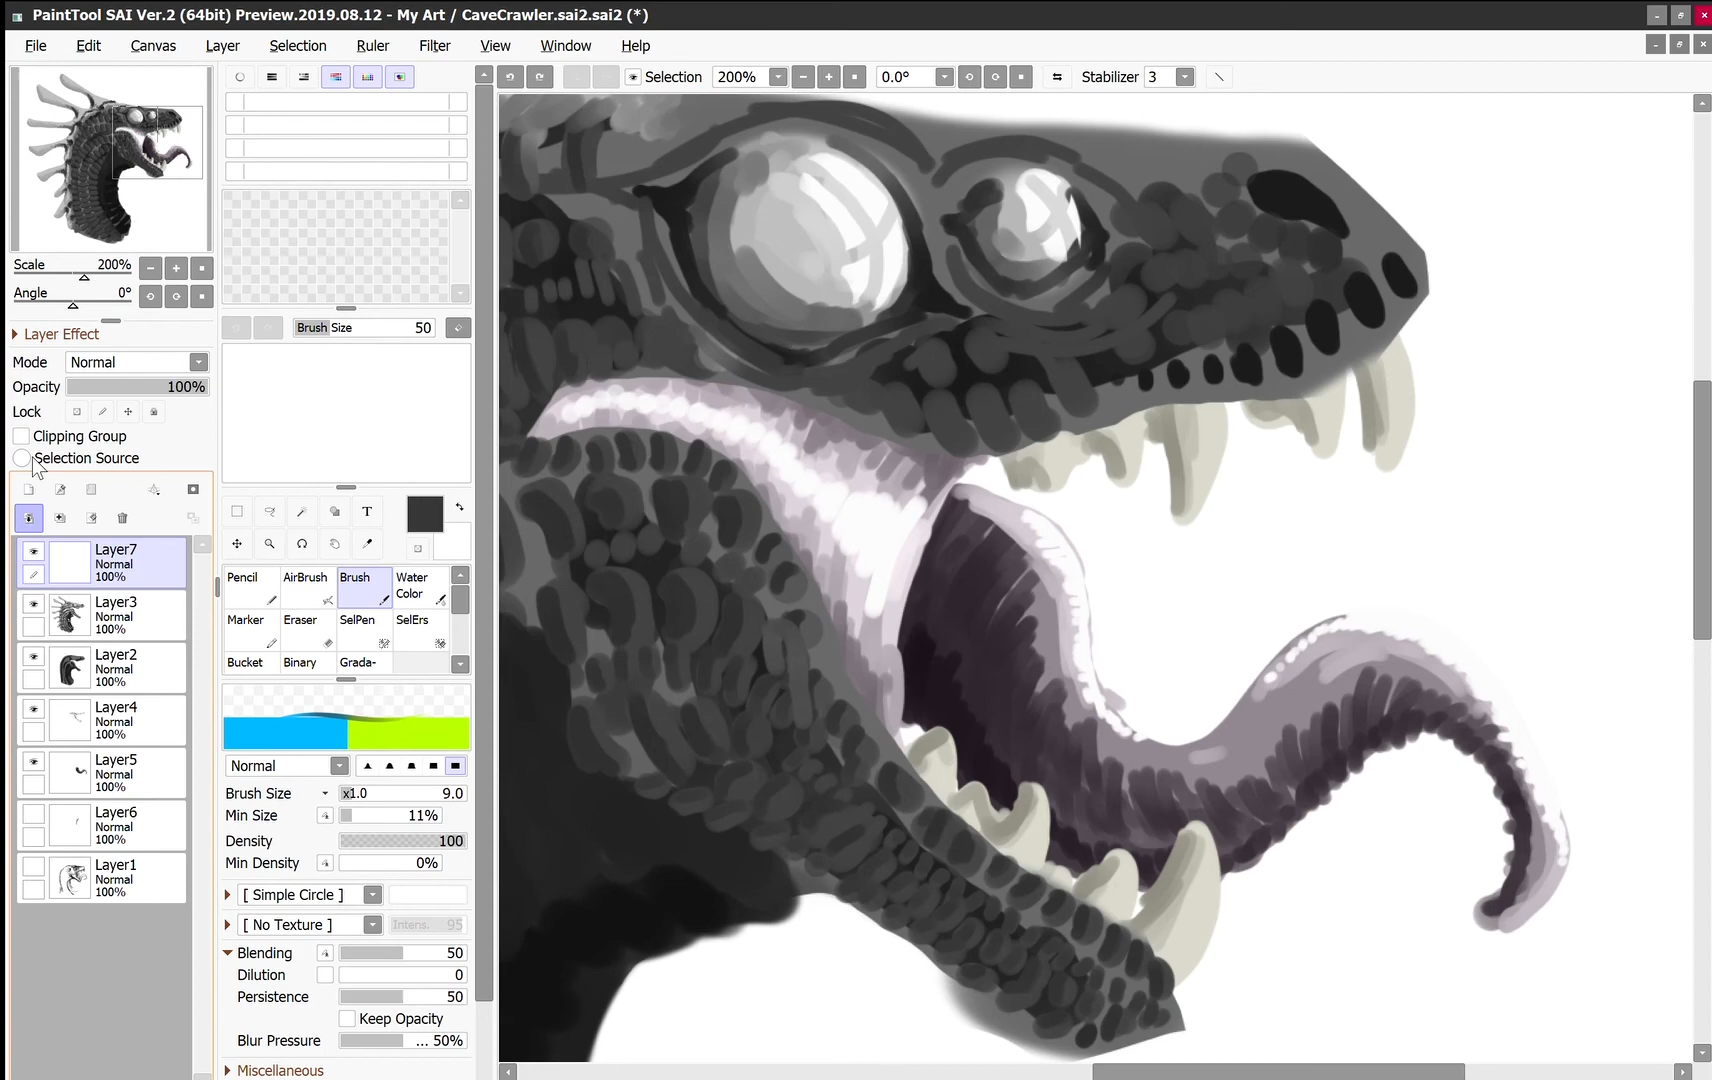 PaintTool SAI Ver.2 (64bit) Preview.2019.08.12 - My Art / CaveCrawler.sai2.sai2 (*)
File Edit Canvas Layer Selection Ruler Filter View Window Help
Selection 200% 0.0° Stabilizer 3
Scale 200%
Angle 0°
Layer Effect
Mode Normal
Opacity 100%
Lock
Clipping Group
Selection Source
Layer7
Normal
100%
Layer3
Normal
100%
Layer2
Normal
100%
Layer4
Normal
100%
Layer5
Normal
100%
Layer6
Normal
100%
Layer1
Normal
100%
Brush Size 50
T
Pencil AirBrush Brush Water Color
Marker Eraser SelPen SelErs
Bucket Binary Grada-
Normal
Brush Size x1.0 9.0
Min Size 11%
Density 100
Min Density 0%
[ Simple Circle ]
[ No Texture ] Intens. 95
Blending 50
Dilution 0
Persistence 50
Keep Opacity
Blur Pressure ... 50%
Miscellaneous